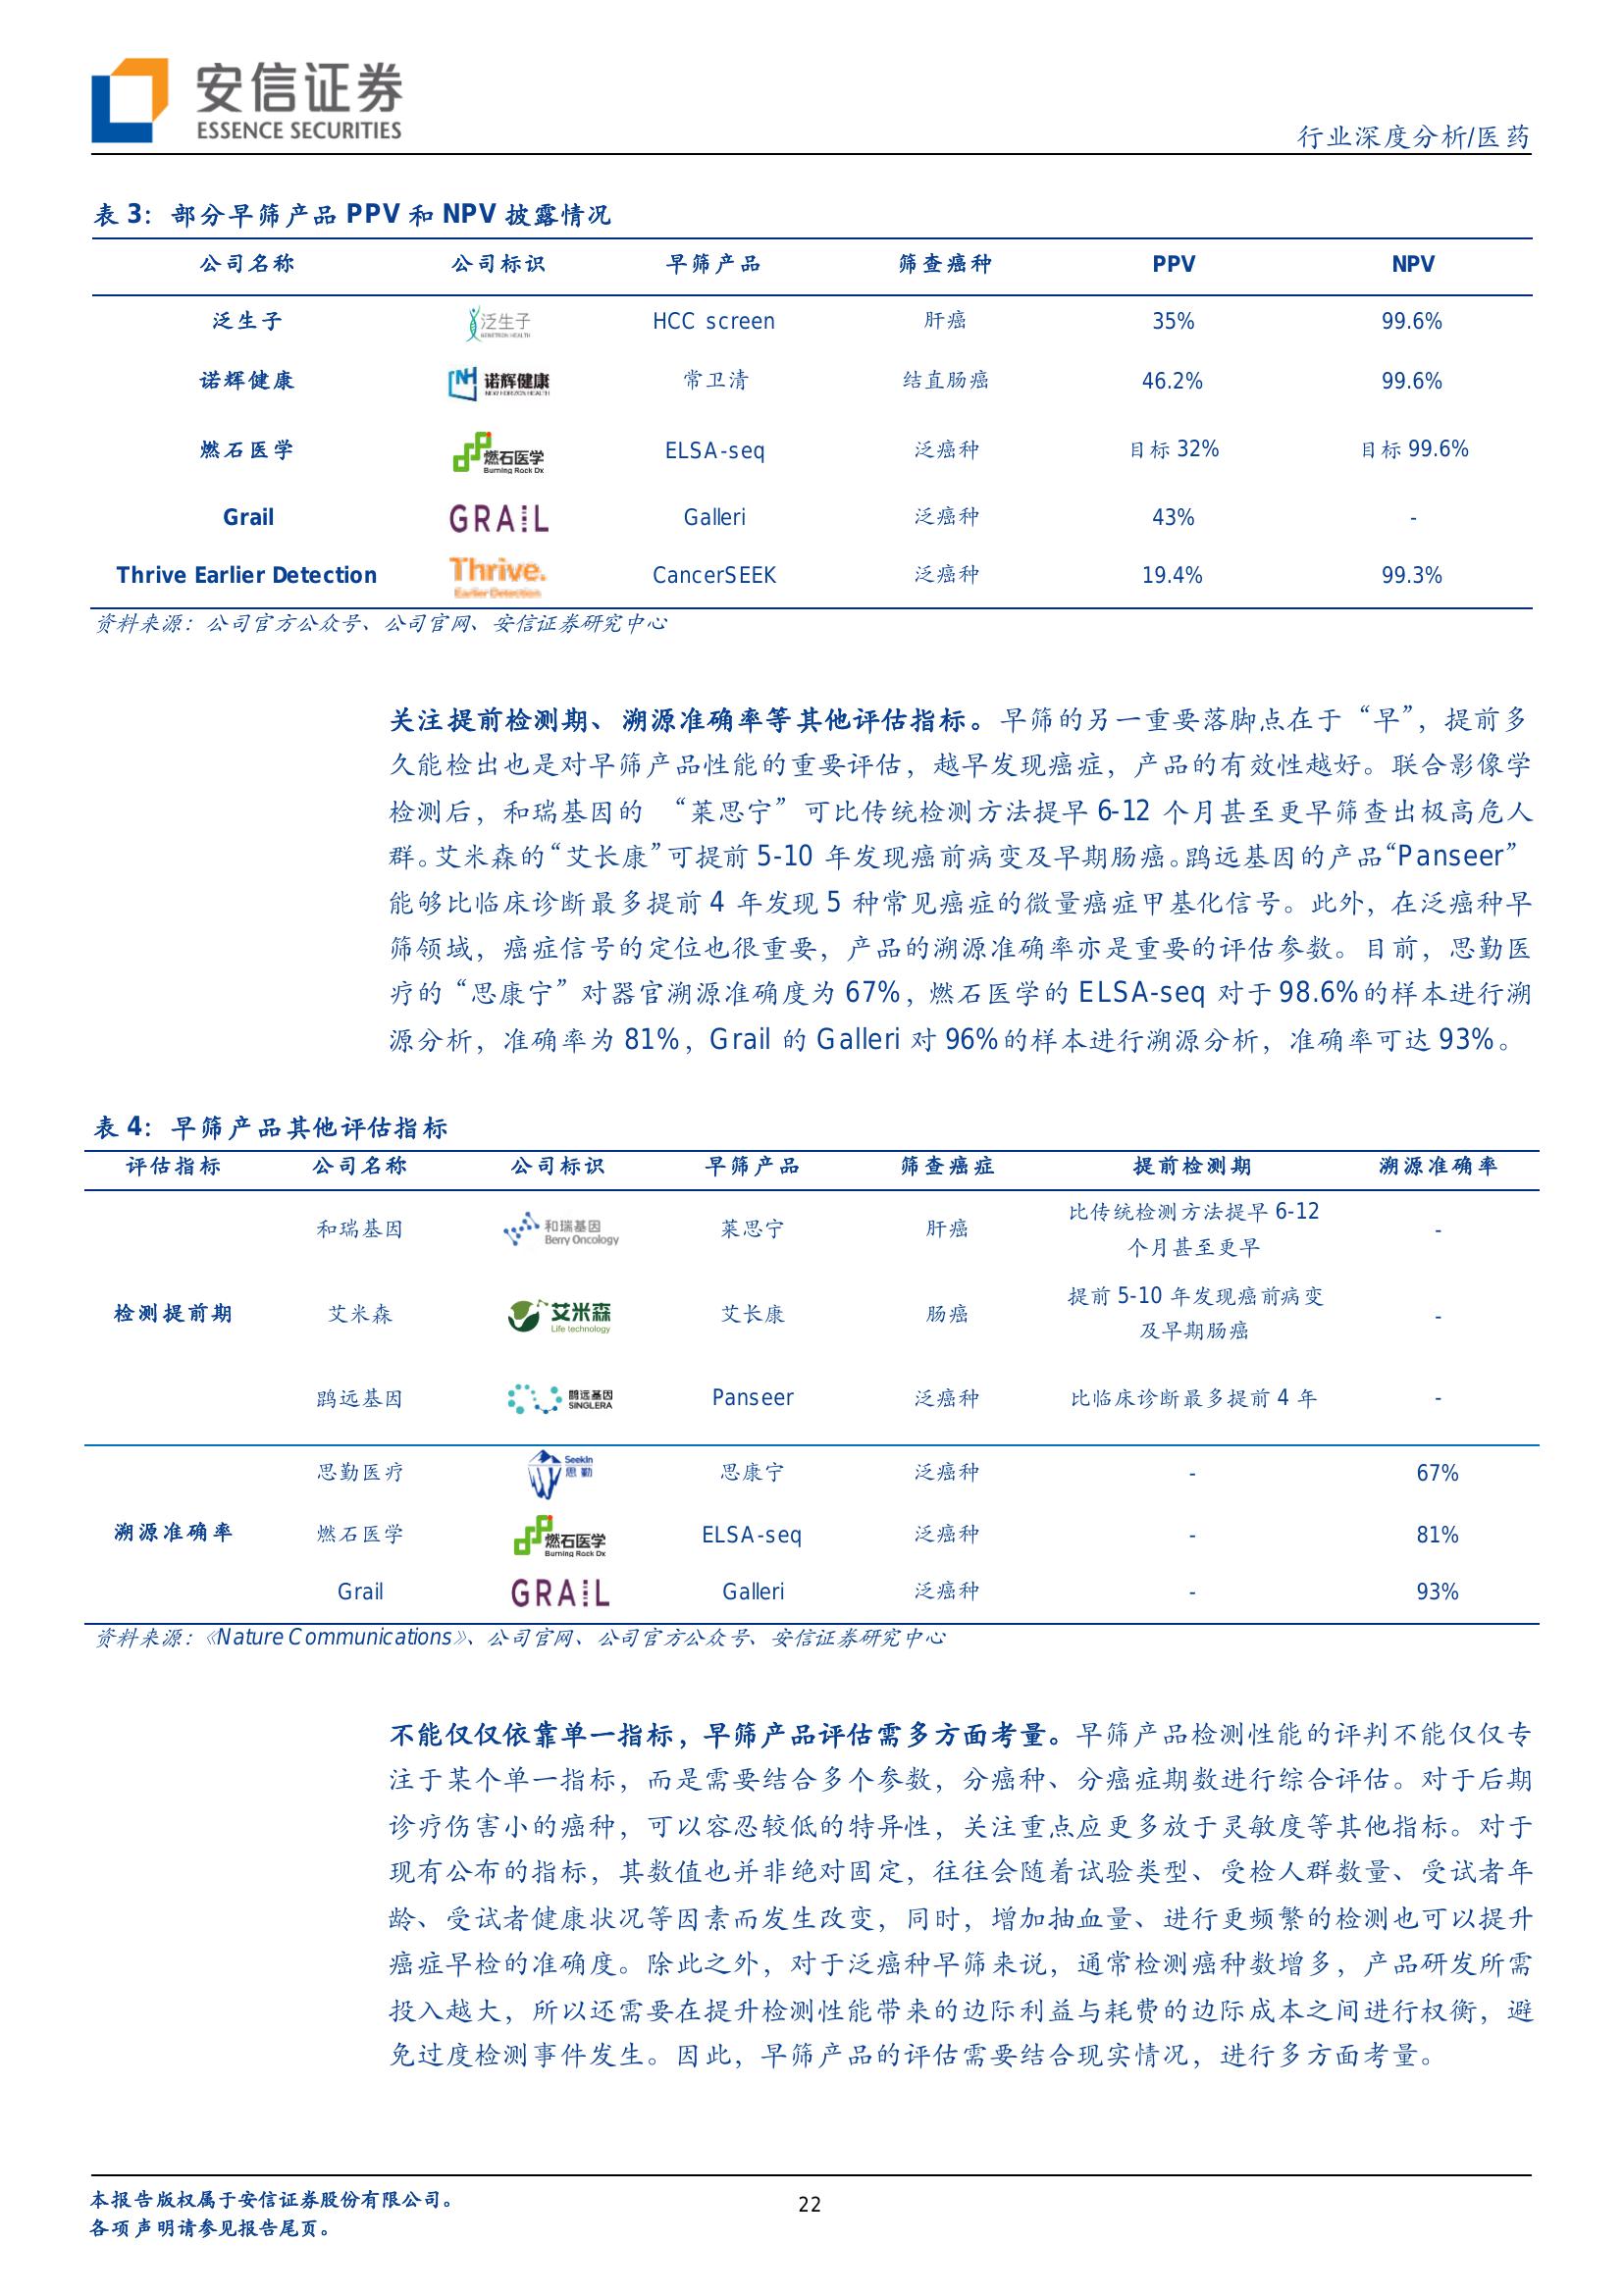 安信证券
ESSENCE SECURITIES
行业深度分析/医药
表 3：部分早筛产品 PPV 和 NPV 披露情况
公司名称 公司标识 早筛产品 筛查癌种 PPV NPV
泛生子 泛生子 GENETRON HEALTH HCC screen 肝癌 35% 99.6%
诺辉健康 NH 诺辉健康 NEW HORIZON HEALTH 常卫清 结直肠癌 46.2% 99.6%
燃石医学 燃石医学 Burning Rock Dx ELSA-seq 泛癌种 目标 32% 目标 99.6%
Grail GRAIL Galleri 泛癌种 43% -
Thrive Earlier Detection Thrive. Earlier Detection CancerSEEK 泛癌种 19.4% 99.3%
资料来源：公司官方公众号、公司官网、安信证券研究中心
关注提前检测期、溯源准确率等其他评估指标。早筛的另一重要落脚点在于“早”，提前多
久能检出也是对早筛产品性能的重要评估，越早发现癌症，产品的有效性越好。联合影像学
检测后，和瑞基因的 “莱思宁” 可比传统检测方法提早 6-12 个月甚至更早筛查出极高危人
群。艾米森的“艾长康”可提前 5-10 年发现癌前病变及早期肠癌。鹍远基因的产品“Panseer”
能够比临床诊断最多提前 4 年发现 5 种常见癌症的微量癌症甲基化信号。此外，在泛癌种早
筛领域，癌症信号的定位也很重要，产品的溯源准确率亦是重要的评估参数。目前，思勤医
疗的“思康宁”对器官溯源准确度为 67%，燃石医学的 ELSA-seq 对于 98.6%的样本进行溯
源分析，准确率为 81%，Grail 的 Galleri 对 96%的样本进行溯源分析，准确率可达 93%。
表 4：早筛产品其他评估指标
评估指标 公司名称 公司标识 早筛产品 筛查癌症 提前检测期 溯源准确率
和瑞基因 和瑞基因 Berry Oncology 莱思宁 肝癌 比传统检测方法提早 6-12
个月甚至更早 -
检测提前期 艾米森 艾米森 Life technology 艾长康 肠癌 提前 5-10 年发现癌前病变
及早期肠癌 -
鹍远基因 鹍远基因 SINGLERA Panseer 泛癌种 比临床诊断最多提前 4 年 -
思勤医疗 SeekIn 思勤 思康宁 泛癌种 - 67%
溯源准确率 燃石医学 燃石医学 Burning Rock Dx ELSA-seq 泛癌种 - 81%
Grail GRAIL Galleri 泛癌种 - 93%
资料来源：《Nature Communications》、公司官网、公司官方公众号、安信证券研究中心
不能仅仅依靠单一指标，早筛产品评估需多方面考量。早筛产品检测性能的评判不能仅仅专
注于某个单一指标，而是需要结合多个参数，分癌种、分癌症期数进行综合评估。对于后期
诊疗伤害小的癌种，可以容忍较低的特异性，关注重点应更多放于灵敏度等其他指标。对于
现有公布的指标，其数值也并非绝对固定，往往会随着试验类型、受检人群数量、受试者年
龄、受试者健康状况等因素而发生改变，同时，增加抽血量、进行更频繁的检测也可以提升
癌症早检的准确度。除此之外，对于泛癌种早筛来说，通常检测癌种数增多，产品研发所需
投入越大，所以还需要在提升检测性能带来的边际利益与耗费的边际成本之间进行权衡，避
免过度检测事件发生。因此，早筛产品的评估需要结合现实情况，进行多方面考量。
本报告版权属于安信证券股份有限公司。
各项声明请参见报告尾页。
22